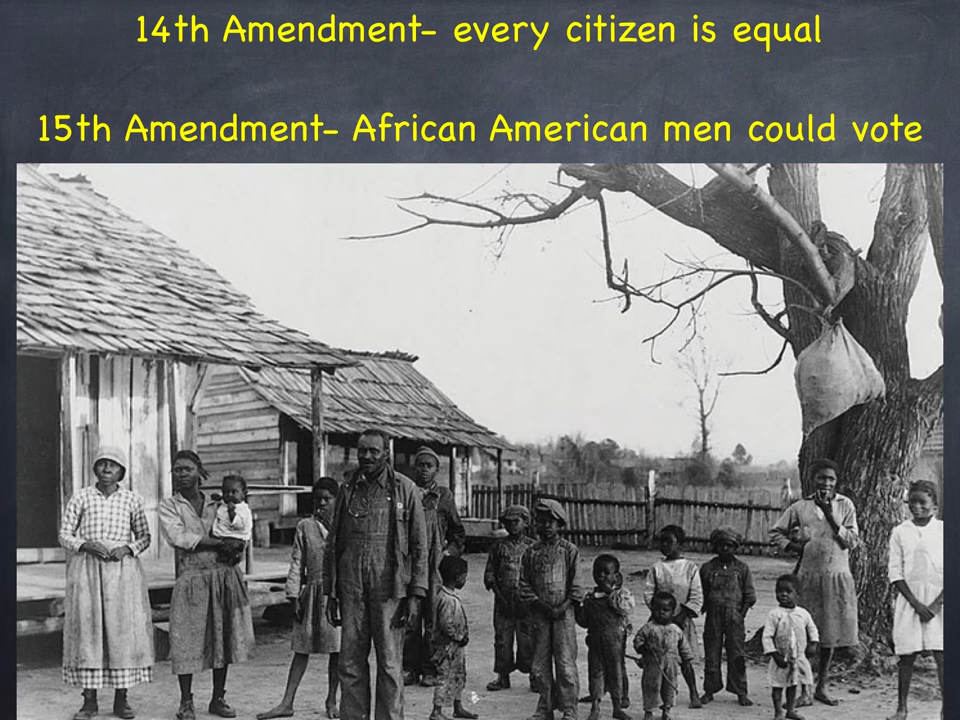 14th Amendment- every citizen is equal
15th Amendment- African American men could vote